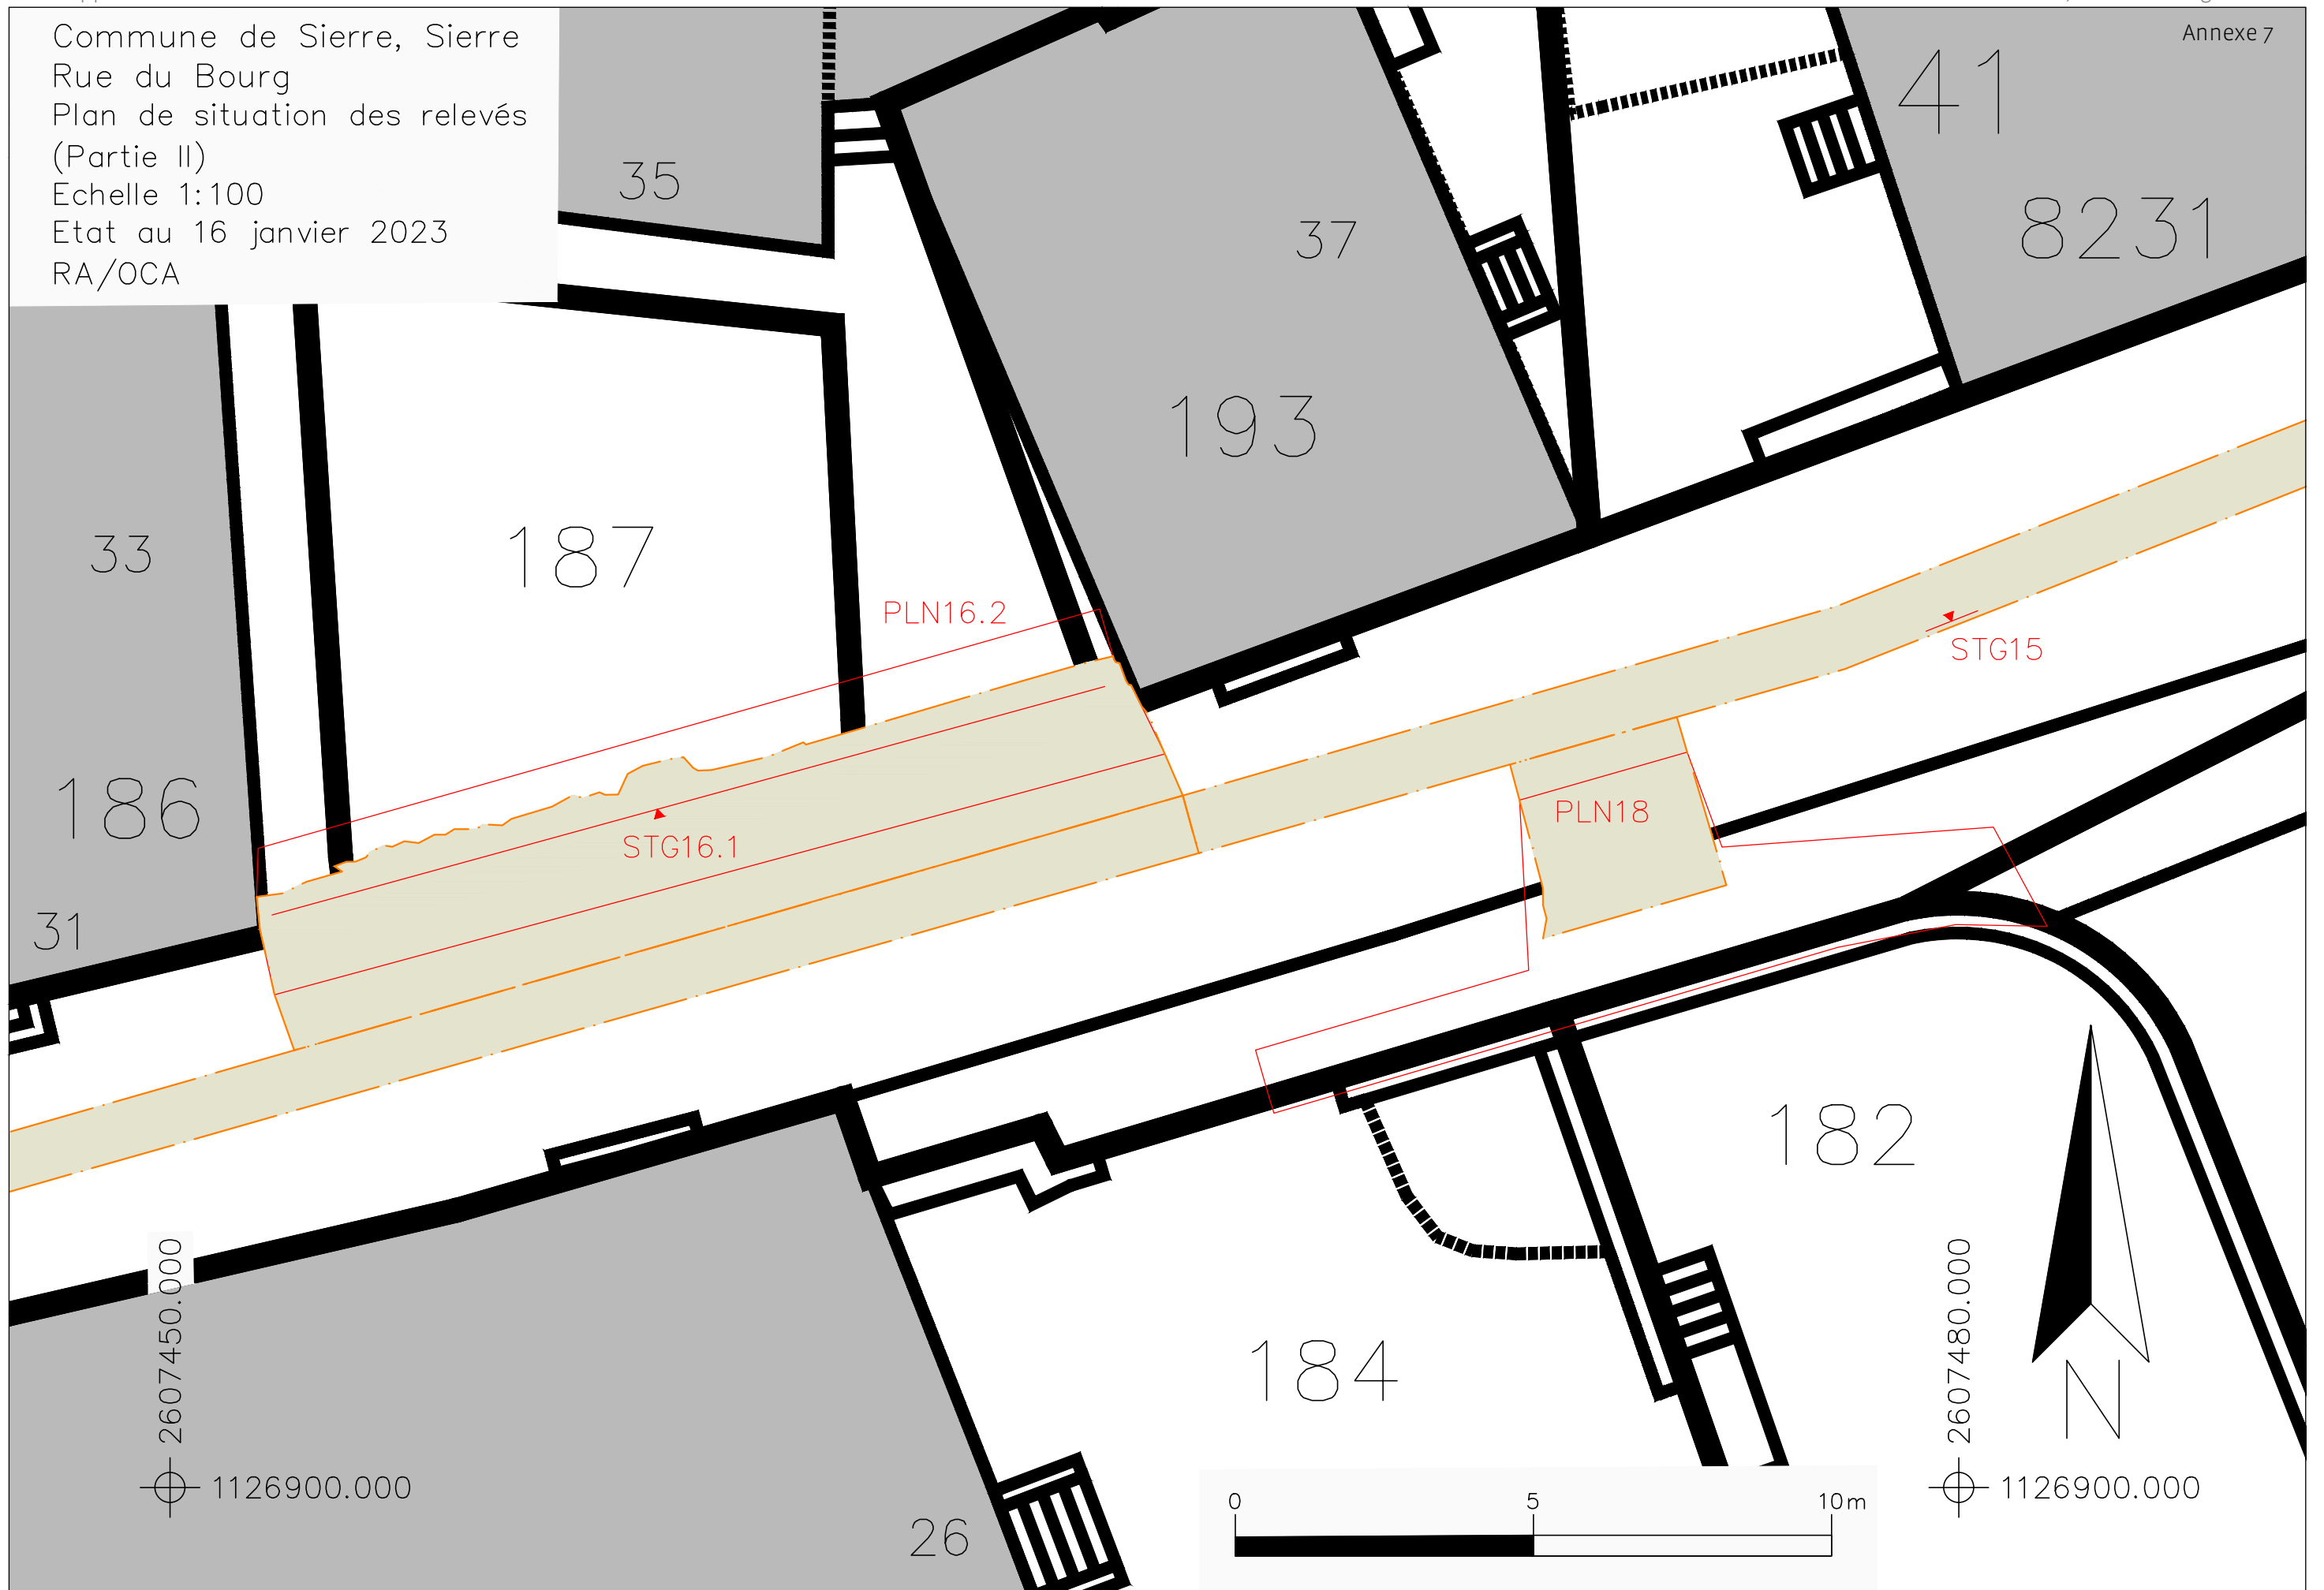 Commune de Sierre, Sierre
Rue du Bourg
Plan de situation des relevés
(Partie II)
Echelle 1:100
Etat au 16 janvier 2023
RA/OCA
Annexe 7
41
8231
35
37
193
33
187
PLN16.2
STG15
186
STG16.1
PLN18
31
182
184
26
2607450.000
1126900.000
2607480.000
1126900.000
N
0 5 10m